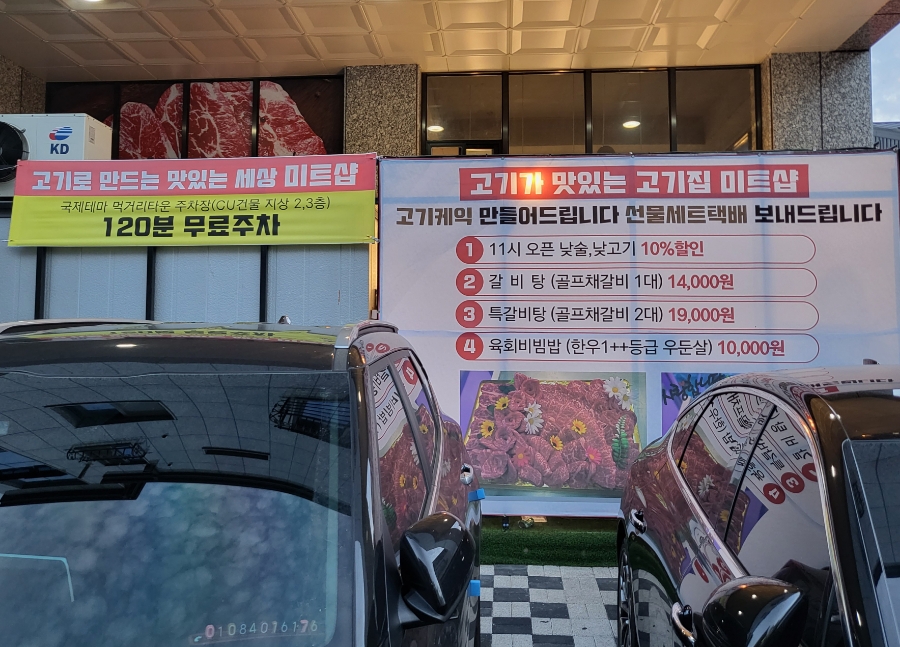 KD
고기로 만드는 맛있는 세상 미트샵
국제테마 먹거리타운 주차장(CU건물 지상 2,3층)
120분 무료주차
고기가 맛있는 고기집 미트샵
고기케익 만들어드립니다 선물세트택배 보내드립니다
1 11시 오픈 낮술,낮고기 10%할인
2 갈 비 탕 (골프채갈비 1대) 14,000원
3 특갈비탕 (골프채갈비 2대) 19,000원
4 육회비빔밥 (한우1++등급 우둔살) 10,000원
01084016176